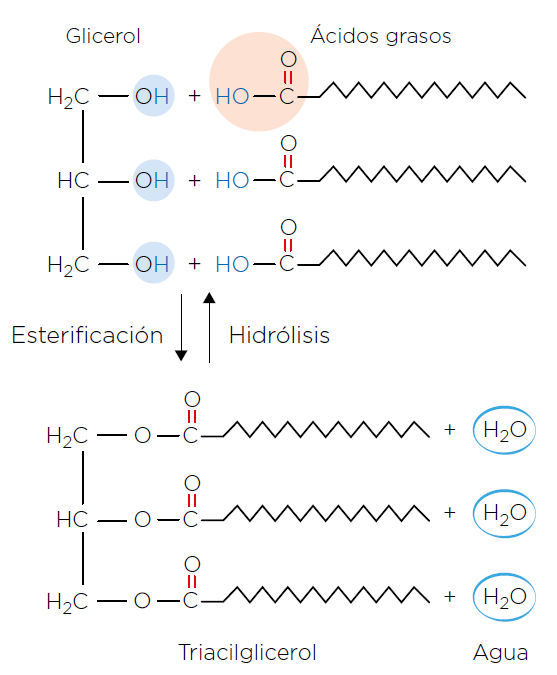 Glicerol Ácidos grasos
O
H₂C — OH + HO — C
O
HC — OH + HO — C
O
H₂C — OH + HO — C
Esterificación Hidrólisis
O
H₂C — O — C + H₂O
O
HC — O — C + H₂O
O
H₂C — O — C + H₂O
Triacilglicerol Agua